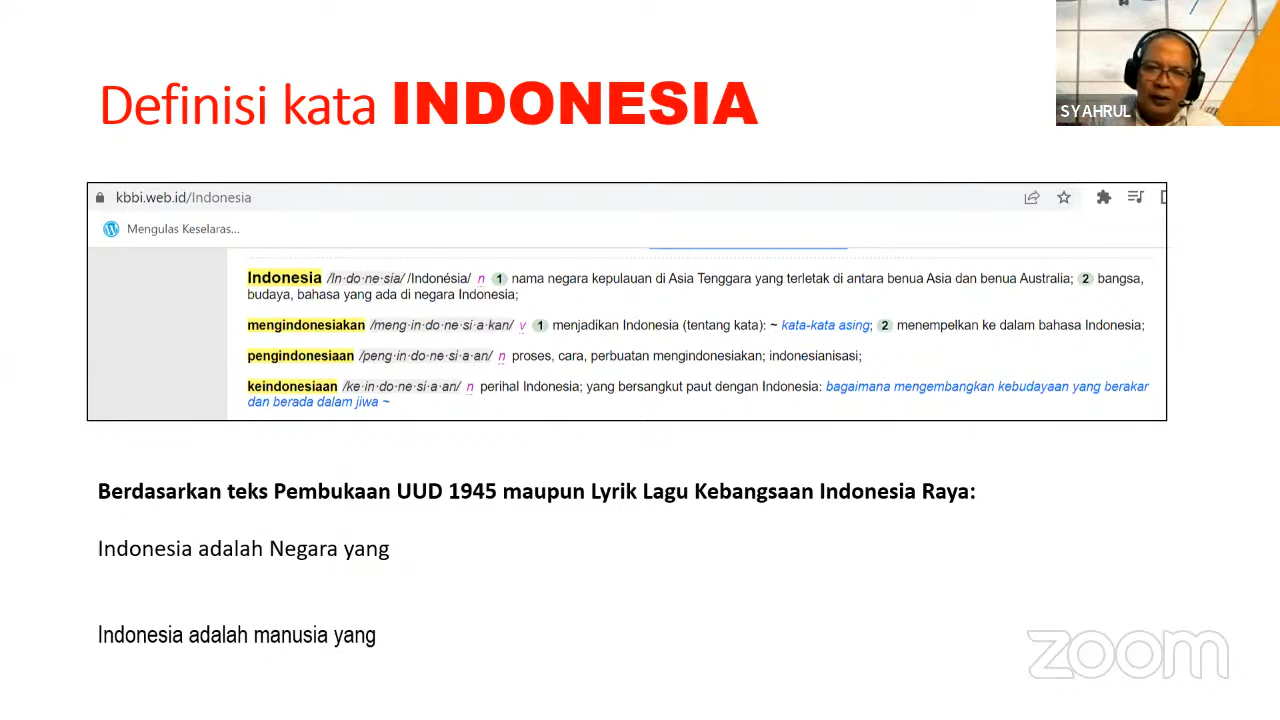 Definisi kata INDONESIA
SYAHRUL
kbbi.web.id/Indonesia
Mengulas Keselaras...
Indonesia /In·do·ne·sia/ /Indonésia/ n 1 nama negara kepulauan di Asia Tenggara yang terletak di antara benua Asia dan benua Australia; 2 bangsa,
budaya, bahasa yang ada di negara Indonesia;
mengindonesiakan /meng·in·do·ne·si·a·kan/ v 1 menjadikan Indonesia (tentang kata): ~ kata-kata asing; 2 menempelkan ke dalam bahasa Indonesia;
pengindonesiaan /peng·in·do·ne·si·a·an/ n proses, cara, perbuatan mengindonesiakan; indonesianisasi;
keindonesiaan /ke·in·do·ne·si·a·an/ n perihal Indonesia; yang bersangkut paut dengan Indonesia: bagaimana mengembangkan kebudayaan yang berakar
dan berada dalam jiwa ~
Berdasarkan teks Pembukaan UUD 1945 maupun Lyrik Lagu Kebangsaan Indonesia Raya:
Indonesia adalah Negara yang
Indonesia adalah manusia yang
zoom